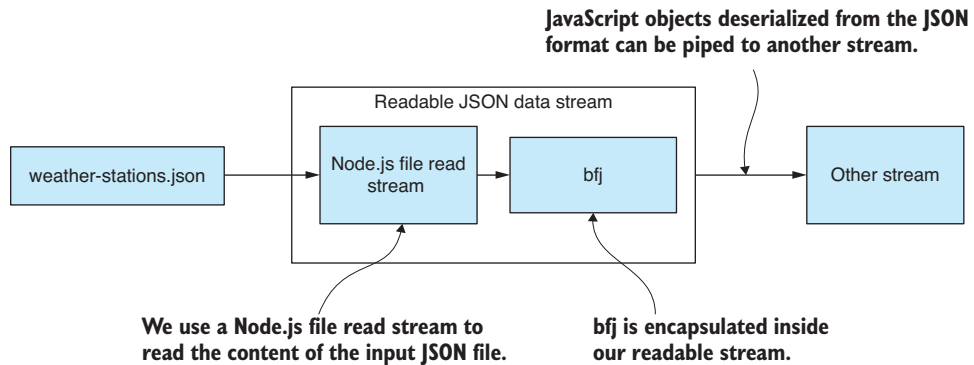 JavaScript objects deserialized from the JSON
format can be piped to another stream.
Readable JSON data stream
weather-stations.json
Node.js file read
stream
bfj
Other stream
We use a Node.js file read stream to
read the content of the input JSON file.
bfj is encapsulated inside
our readable stream.